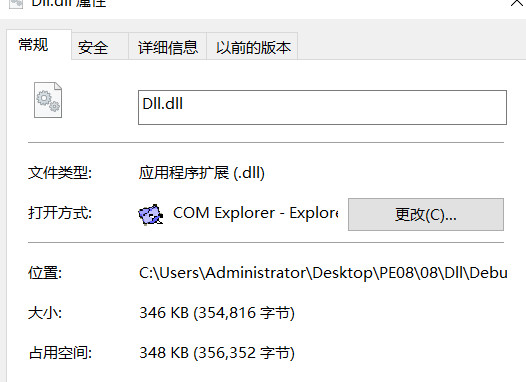 Dll.dll 属性
常规 安全 详细信息 以前的版本
Dll.dll
文件类型: 应用程序扩展 (.dll)
打开方式: COM Explorer - Explore 更改(C)...
位置: C:\Users\Administrator\Desktop\PE08\08\Dll\Debu
大小: 346 KB (354,816 字节)
占用空间: 348 KB (356,352 字节)